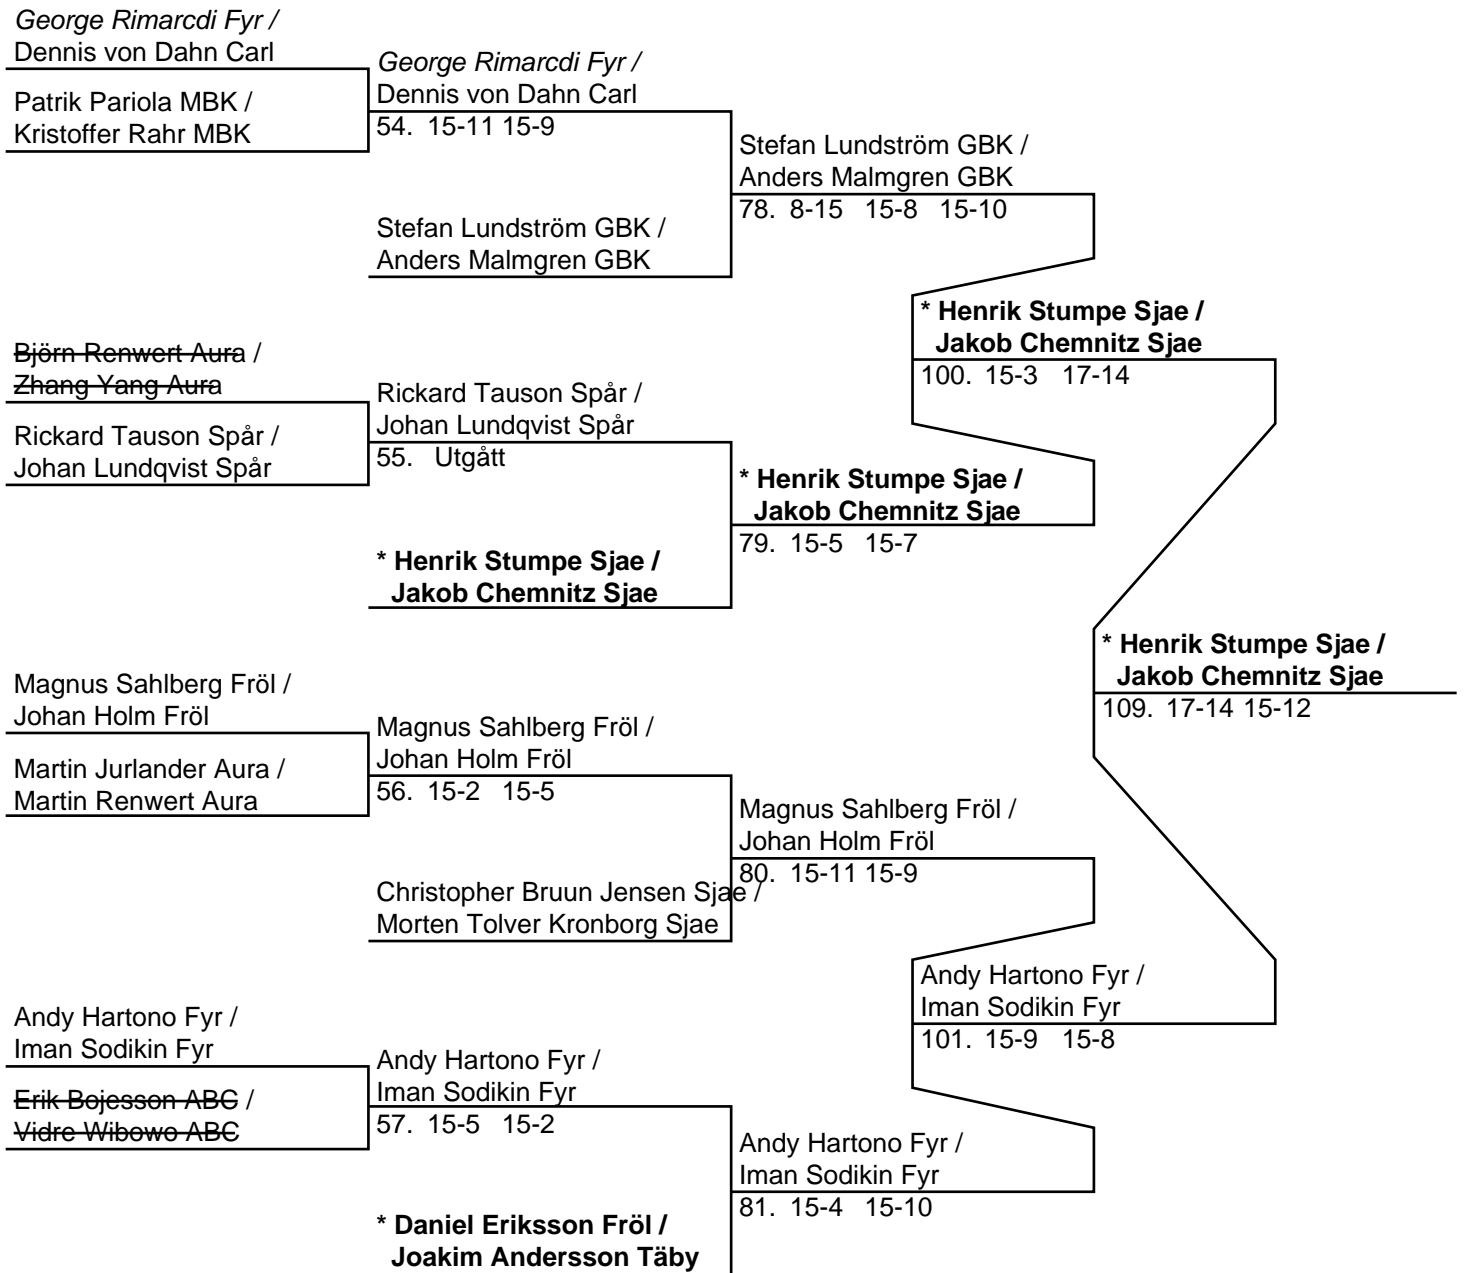 George Rimarcdi Fyr /
Dennis von Dahn Carl
Patrik Pariola MBK /
Kristoffer Rahr MBK
George Rimarcdi Fyr /
Dennis von Dahn Carl
54. 15-11 15-9
Stefan Lundström GBK /
Anders Malmgren GBK
Stefan Lundström GBK /
Anders Malmgren GBK
78. 8-15 15-8 15-10
Björn Renwert Aura /
Zhang Yang Aura
Rickard Tauson Spår /
Johan Lundqvist Spår
Rickard Tauson Spår /
Johan Lundqvist Spår
55. Utgått
* Henrik Stumpe Sjae /
Jakob Chemnitz Sjae
* Henrik Stumpe Sjae /
Jakob Chemnitz Sjae
79. 15-5 15-7
* Henrik Stumpe Sjae /
Jakob Chemnitz Sjae
100. 15-3 17-14
Magnus Sahlberg Fröl /
Johan Holm Fröl
Martin Jurlander Aura /
Martin Renwert Aura
Magnus Sahlberg Fröl /
Johan Holm Fröl
56. 15-2 15-5
Christopher Bruun Jensen Sjae /
Morten Tolver Kronborg Sjae
Magnus Sahlberg Fröl /
Johan Holm Fröl
80. 15-11 15-9
Andy Hartono Fyr /
Iman Sodikin Fyr
Erik Bojesson ABC /
Vidre Wibowo ABC
Andy Hartono Fyr /
Iman Sodikin Fyr
57. 15-5 15-2
* Daniel Eriksson Fröl /
Joakim Andersson Täby
Andy Hartono Fyr /
Iman Sodikin Fyr
81. 15-4 15-10
Andy Hartono Fyr /
Iman Sodikin Fyr
101. 15-9 15-8
* Henrik Stumpe Sjae /
Jakob Chemnitz Sjae
109. 17-14 15-12